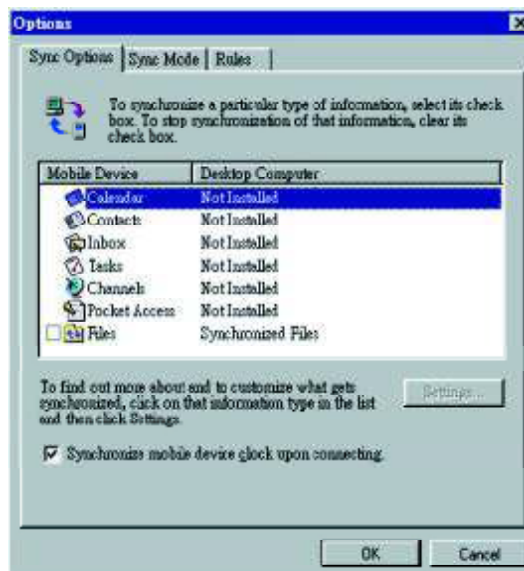 Options
Sync Options Sync Mode Rules
To synchronize a particular type of information, select its check
box. To stop synchronization of that information, clear its
check box.
Mobile Device Desktop Computer
Calendar Not Installed
Contacts Not Installed
Inbox Not Installed
Tasks Not Installed
Channels Not Installed
Pocket Access Not Installed
Files Synchronized Files
To find out more about and to customize what gets
synchronized, click on that information type in the list
and then click Settings.
Settings...
Synchronize mobile device clock upon connecting.
OK Cancel